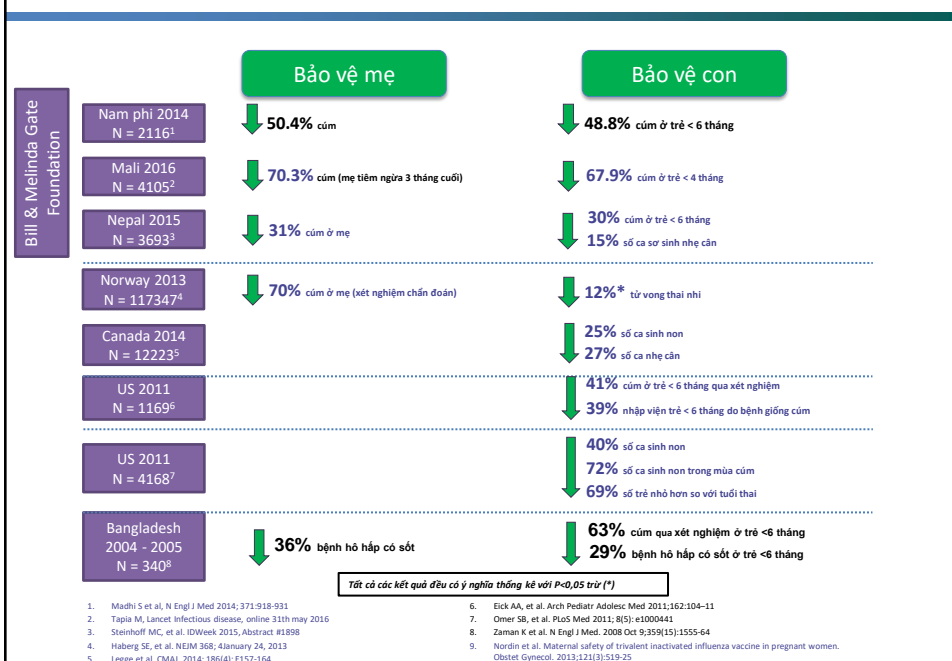 Bảo vệ mẹ
Bảo vệ con
Bill & Melinda Gate
Foundation
Nam phi 2014
N = 2116¹
50.4% cúm
48.8% cúm ở trẻ < 6 tháng
Mali 2016
N = 4105²
70.3% cúm (mẹ tiêm ngừa 3 tháng cuối)
67.9% cúm ở trẻ < 4 tháng
Nepal 2015
N = 3693³
31% cúm ở mẹ
30% cúm ở trẻ < 6 tháng
15% số ca sơ sinh nhẹ cân
Norway 2013
N = 117347⁴
70% cúm ở mẹ (xét nghiệm chẩn đoán)
12%* tử vong thai nhi
Canada 2014
N = 12223⁵
25% số ca sinh non
27% số ca nhẹ cân
US 2011
N = 1169⁶
41% cúm ở trẻ < 6 tháng qua xét nghiệm
39% nhập viện trẻ < 6 tháng do bệnh giống cúm
US 2011
N = 4168⁷
40% số ca sinh non
72% số ca sinh non trong mùa cúm
69% số trẻ nhỏ hơn so với tuổi thai
Bangladesh
2004 - 2005
N = 340⁸
36% bệnh hô hấp có sốt
63% cúm qua xét nghiệm ở trẻ <6 tháng
29% bệnh hô hấp có sốt ở trẻ <6 tháng
Tất cả các kết quả đều có ý nghĩa thống kê với P<0,05 trừ (*)
1. Madhi S et al, N Engl J Med 2014; 371:918-931
2. Tapia M, Lancet Infectious disease, online 31th may 2016
3. Steinhoff MC, et al. IDWeek 2015, Abstract #1898
4. Haberg SE, et al. NEJM 368; 4January 24, 2013
5. Legge et al. CMAJ, 2014; 186(4): E157-164
6. Eick AA, et al. Arch Pediatr Adolesc Med 2011;162:104–11
7. Omer SB, et al. PLoS Med 2011; 8(5): e1000441
8. Zaman K et al. N Engl J Med. 2008 Oct 9;359(15):1555-64
9. Nordin et al. Maternal safety of trivalent inactivated influenza vaccine in pregnant women.
Obstet Gynecol. 2013;121(3):519-25